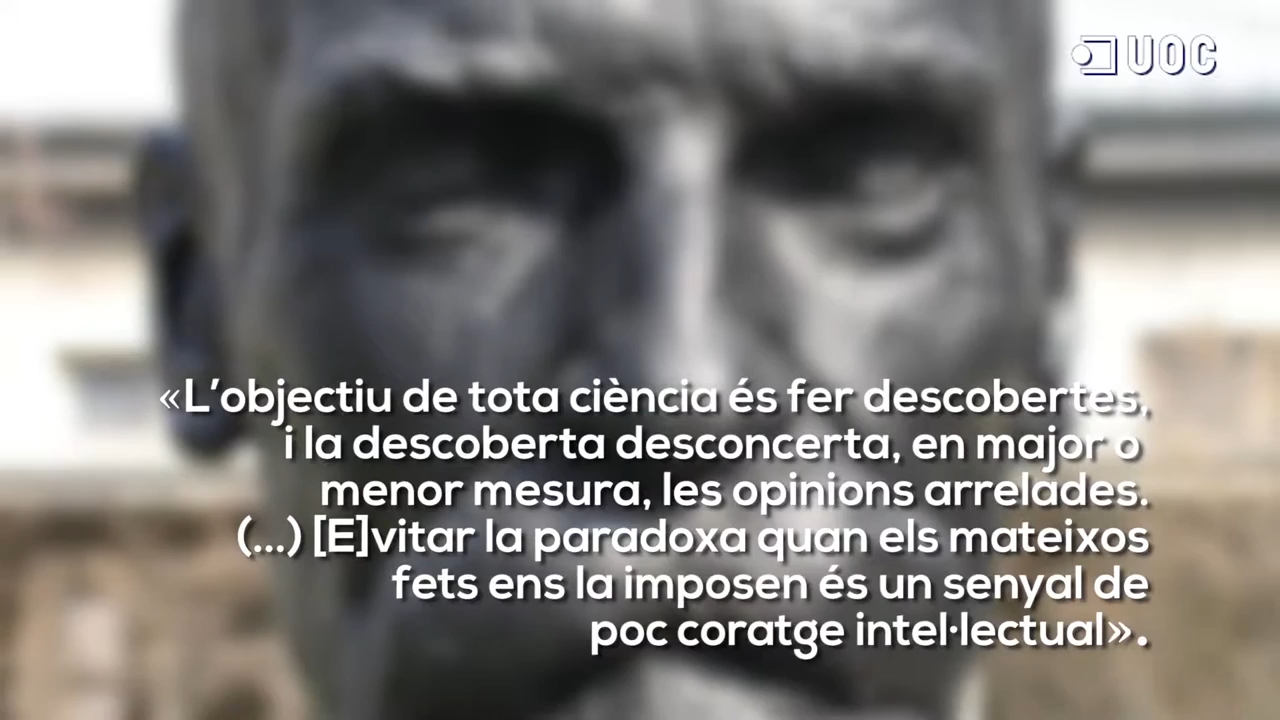 UOC
«L’objectiu de tota ciència és fer descobertes,
i la descoberta desconcerta, en major o
menor mesura, les opinions arrelades.
(...) [E]vitar la paradoxa quan els mateixos
fets ens la imposen és un senyal de
poc coratge intel·lectual».